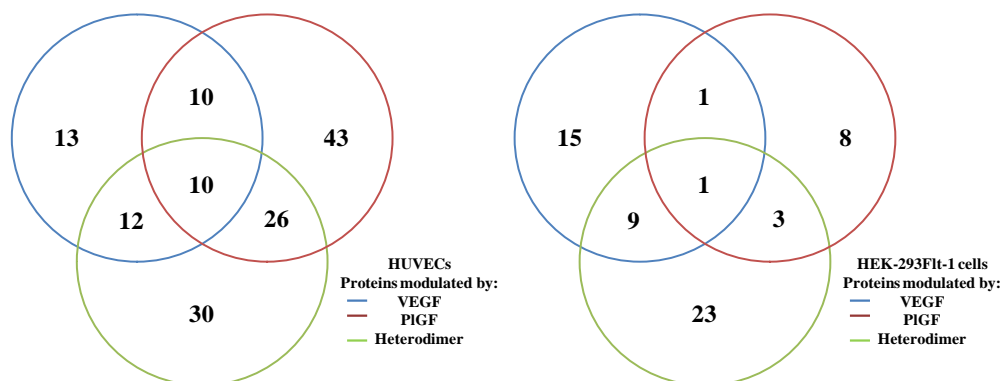 10
13
43
10
12
26
30
HUVECs
Proteins modulated by:
VEGF
PlGF
Heterodimer
1
15
8
1
9
3
23
HEK-293Flt-1 cells
Proteins modulated by:
VEGF
PlGF
Heterodimer